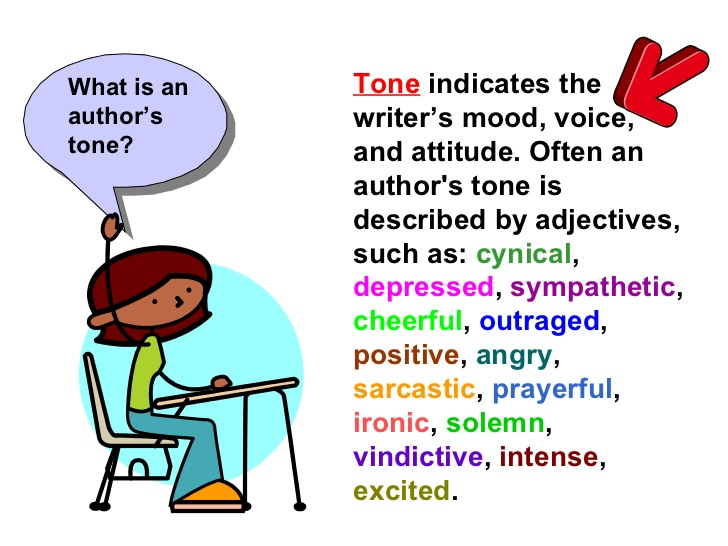 What is an
author’s
tone?
Tone indicates the
writer’s mood, voice,
and attitude. Often an
author's tone is
described by adjectives,
such as: cynical,
depressed, sympathetic,
cheerful, outraged,
positive, angry,
sarcastic, prayerful,
ironic, solemn,
vindictive, intense,
excited.